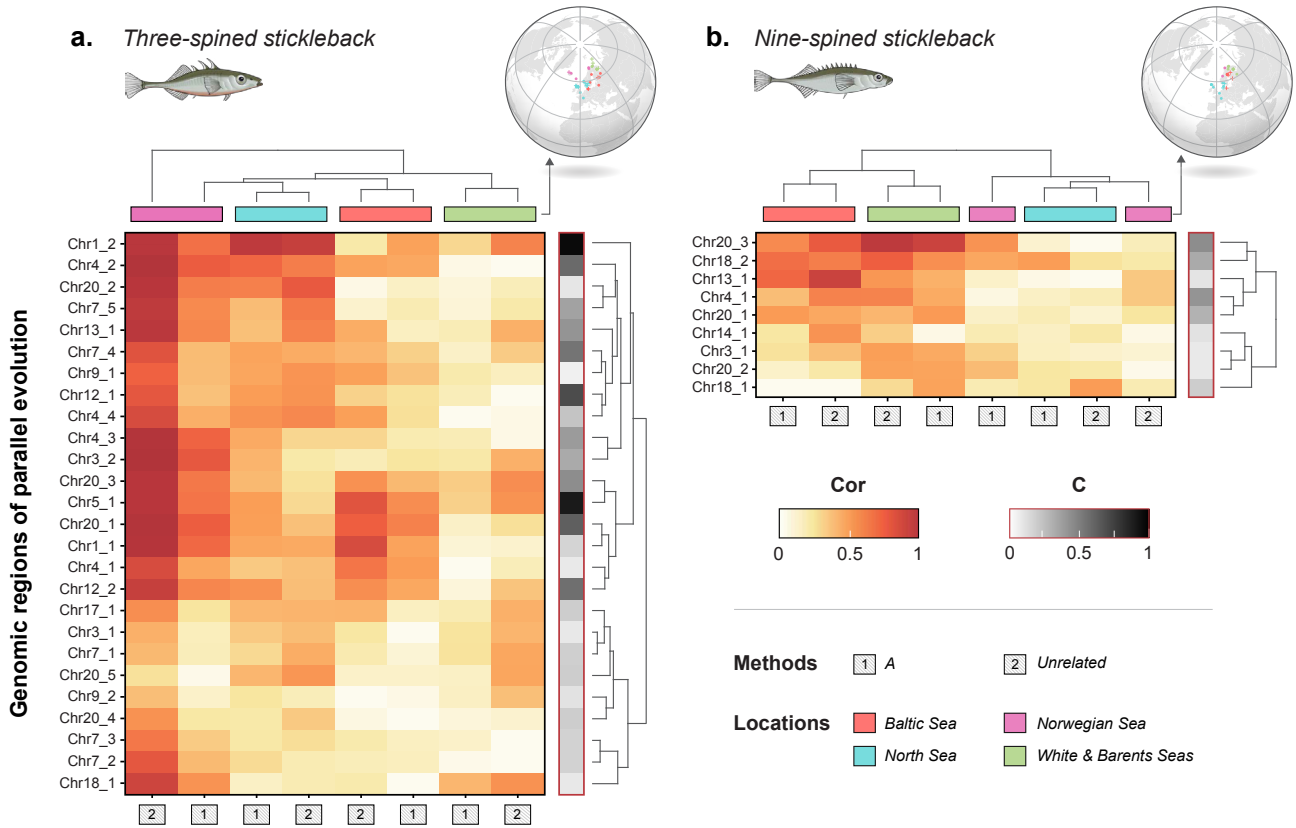 a. Three-spined stickleback
b. Nine-spined stickleback
Genomic regions of parallel evolution
Chr1_2
Chr4_2
Chr20_2
Chr7_5
Chr13_1
Chr7_4
Chr9_1
Chr12_1
Chr4_4
Chr4_3
Chr3_2
Chr20_3
Chr5_1
Chr20_1
Chr1_1
Chr4_1
Chr12_2
Chr17_1
Chr3_1
Chr7_1
Chr20_5
Chr9_2
Chr20_4
Chr7_3
Chr7_2
Chr18_1
2 1 1 2 2 1 1 2
Chr20_3
Chr18_2
Chr13_1
Chr4_1
Chr20_1
Chr14_1
Chr3_1
Chr20_2
Chr18_1
1 2 2 1 1 1 2 2
Cor
0 0.5 1
C
0 0.5 1
Methods 1 A 2 Unrelated
Locations Baltic Sea Norwegian Sea
North Sea White & Barents Seas